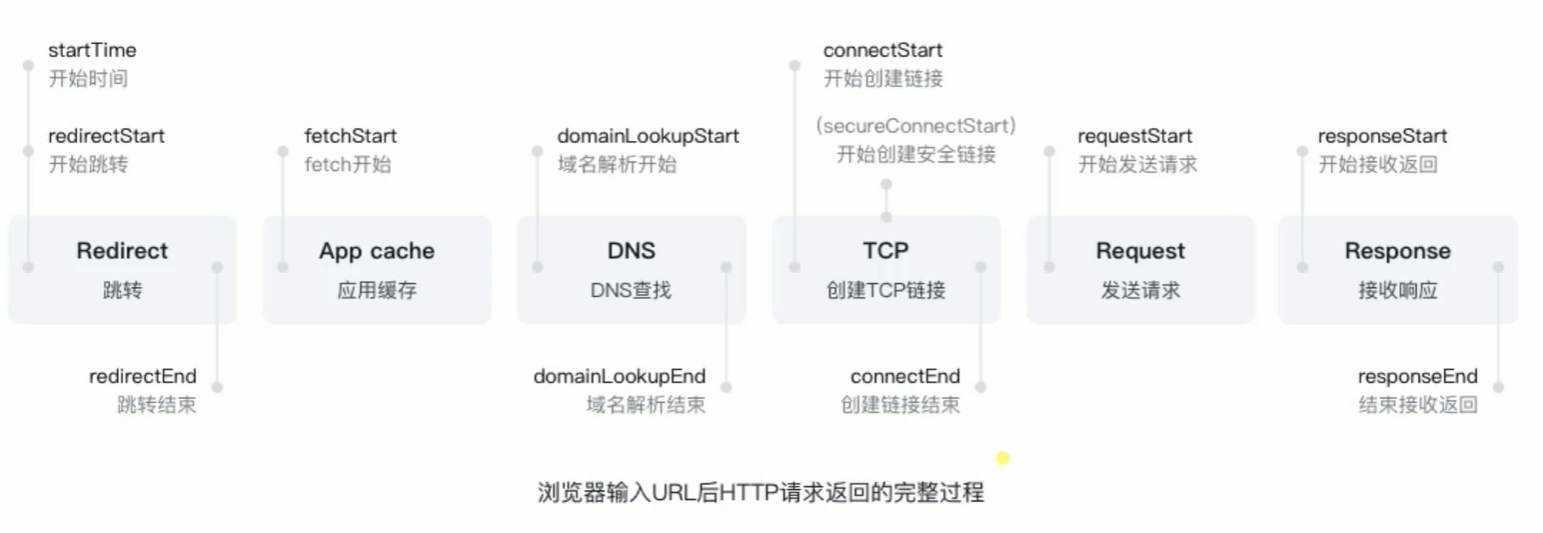 startTime
开始时间
redirectStart
开始跳转
Redirect
跳转
redirectEnd
跳转结束
fetchStart
fetch开始
App cache
应用缓存
domainLookupStart
域名解析开始
DNS
DNS查找
domainLookupEnd
域名解析结束
connectStart
开始创建链接
(secureConnectStart)
开始创建安全链接
TCP
创建TCP链接
connectEnd
创建链接结束
requestStart
开始发送请求
Request
发送请求
responseStart
开始接收返回
Response
接收响应
responseEnd
结束接收返回
浏览器输入URL后HTTP请求返回的完整过程